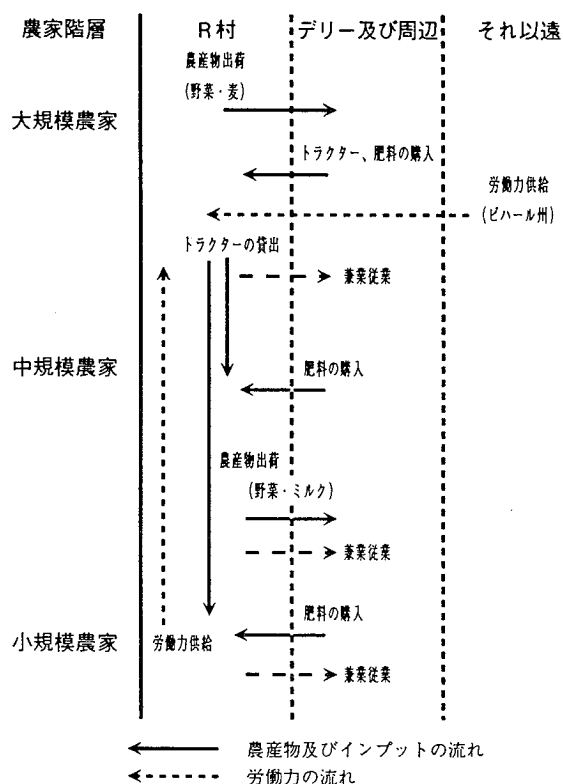 農家階層 R村 デリー及び周辺 それ以遠
農産物出荷
(野菜・麦)
大規模農家
トラクター、肥料の購入
労働力供給
(ビハール州)
トラクターの貸出
兼業従業
中規模農家 肥料の購入
農産物出荷
(野菜・ミルク)
兼業従業
肥料の購入
小規模農家 労働力供給
兼業従業
農産物及びインプットの流れ
労働力の流れ